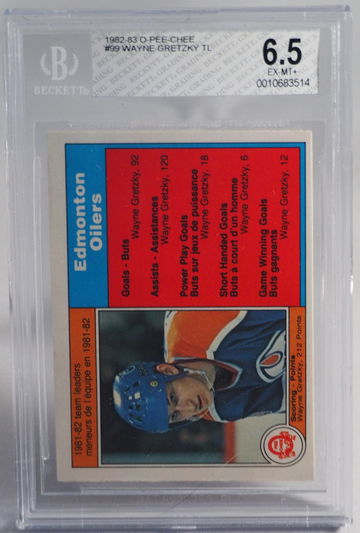 BECKETT
1982-83 O-PEE-CHEE
#99 WAYNE GRETZKY TL
6.5
EX-MT+
0010683514
Edmonton
Oilers
Goals - Buts
Wayne Gretzky, 92
Assists - Assistances
Wayne Gretzky, 120
Power Play Goals
Buts sur jeux de puissance
Wayne Gretzky, 18
Short Handed Goals
Buts à court d'un homme
Wayne Gretzky, 6
Game Winning Goals
Buts gagnants
Wayne Gretzky, 12
1981-82 team leaders
meneurs de l'équipe en 1981-82
Scoring - Points
Wayne Gretzky, 212 Points